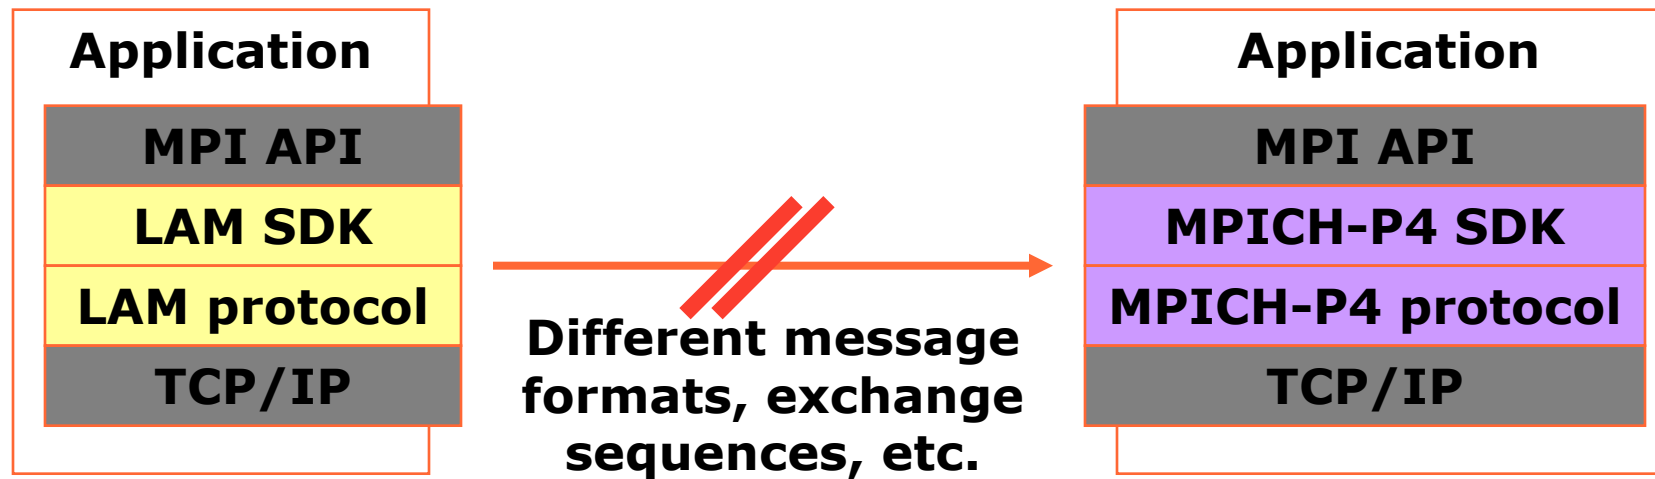 Application
MPI API
LAM SDK
LAM protocol
TCP/IP
Different message
formats, exchange
sequences, etc.
Application
MPI API
MPICH-P4 SDK
MPICH-P4 protocol
TCP/IP